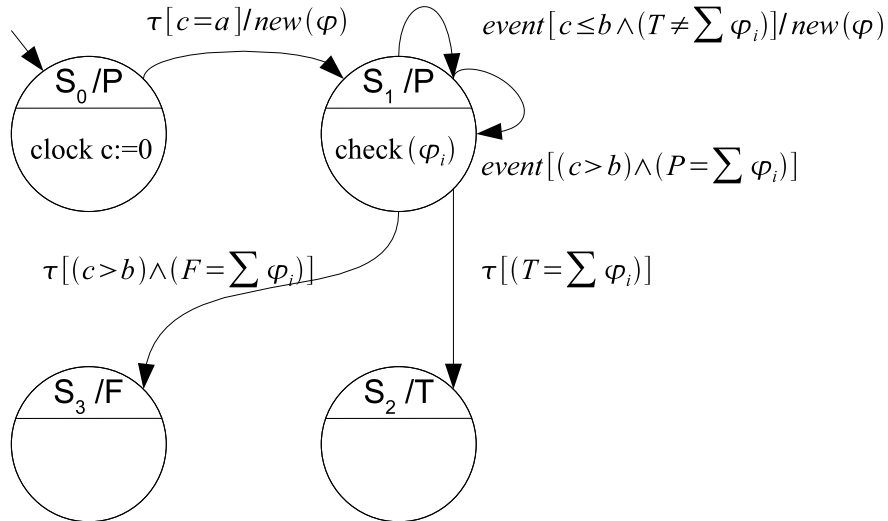 τ[c=a]/new(φ)
event[c≤b∧(T≠∑ φᵢ)]/new(φ)
S₀/P
S₁/P
clock c:=0
check(φᵢ)
event[(c>b)∧(P=∑ φᵢ)]
τ[(c>b)∧(F=∑ φᵢ)]
τ[(T=∑ φᵢ)]
S₃/F
S₂/T